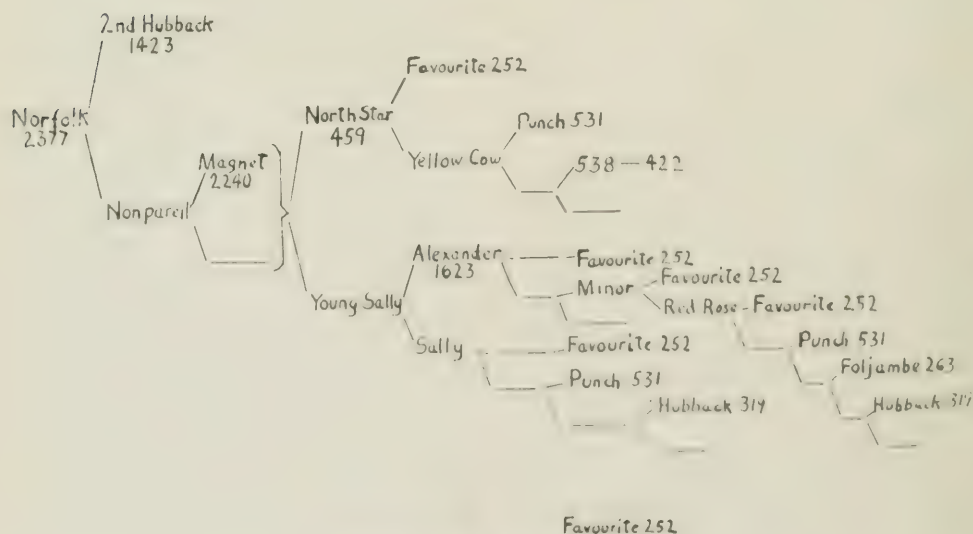 2nd Hubback
1423
Favourite 252
Norfolk
2377
North Star
459
Punch 531
Magnet
2240
Yellow Cow
538 — 422
Nonpareil
Alexander
1623
Favourite 252
Minor
Favourite 252
Young Sally
Red Rose - Favourite 252
Sally
Favourite 252
Punch 531
Punch 531
Foljambe 263
Hubback 319
Hubback 319
Favourite 252